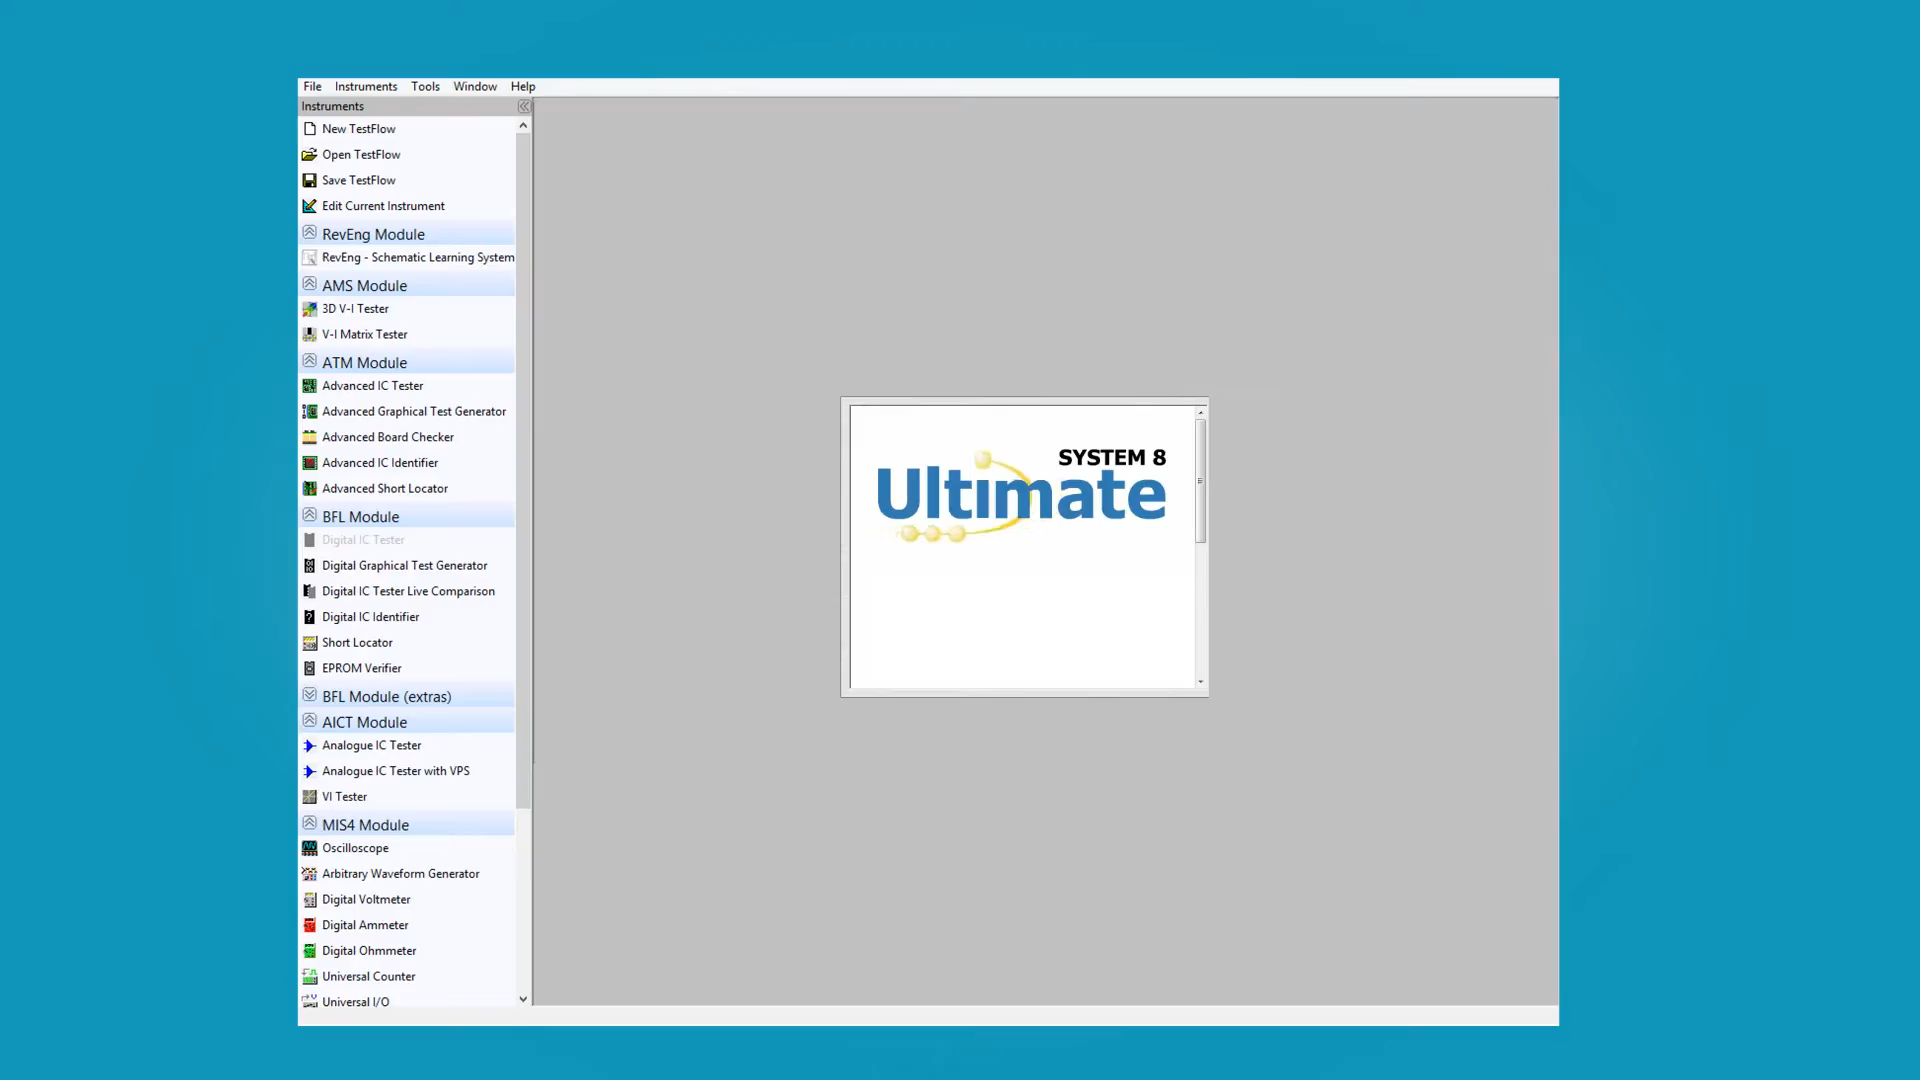 File Instruments Tools Window Help
Instruments
New TestFlow
Open TestFlow
Save TestFlow
Edit Current Instrument
RevEng Module
RevEng - Schematic Learning System
AMS Module
3D V-I Tester
V-I Matrix Tester
ATM Module
Advanced IC Tester
Advanced Graphical Test Generator
Advanced Board Checker
Advanced IC Identifier
Advanced Short Locator
BFL Module
Digital IC Tester
Digital Graphical Test Generator
Digital IC Tester Live Comparison
Digital IC Identifier
Short Locator
EPROM Verifier
BFL Module (extras)
AICT Module
Analogue IC Tester
Analogue IC Tester with VPS
VI Tester
MIS4 Module
Oscilloscope
Arbitrary Waveform Generator
Digital Voltmeter
Digital Ammeter
Digital Ohmmeter
Universal Counter
Universal I/O
SYSTEM 8
Ultimate